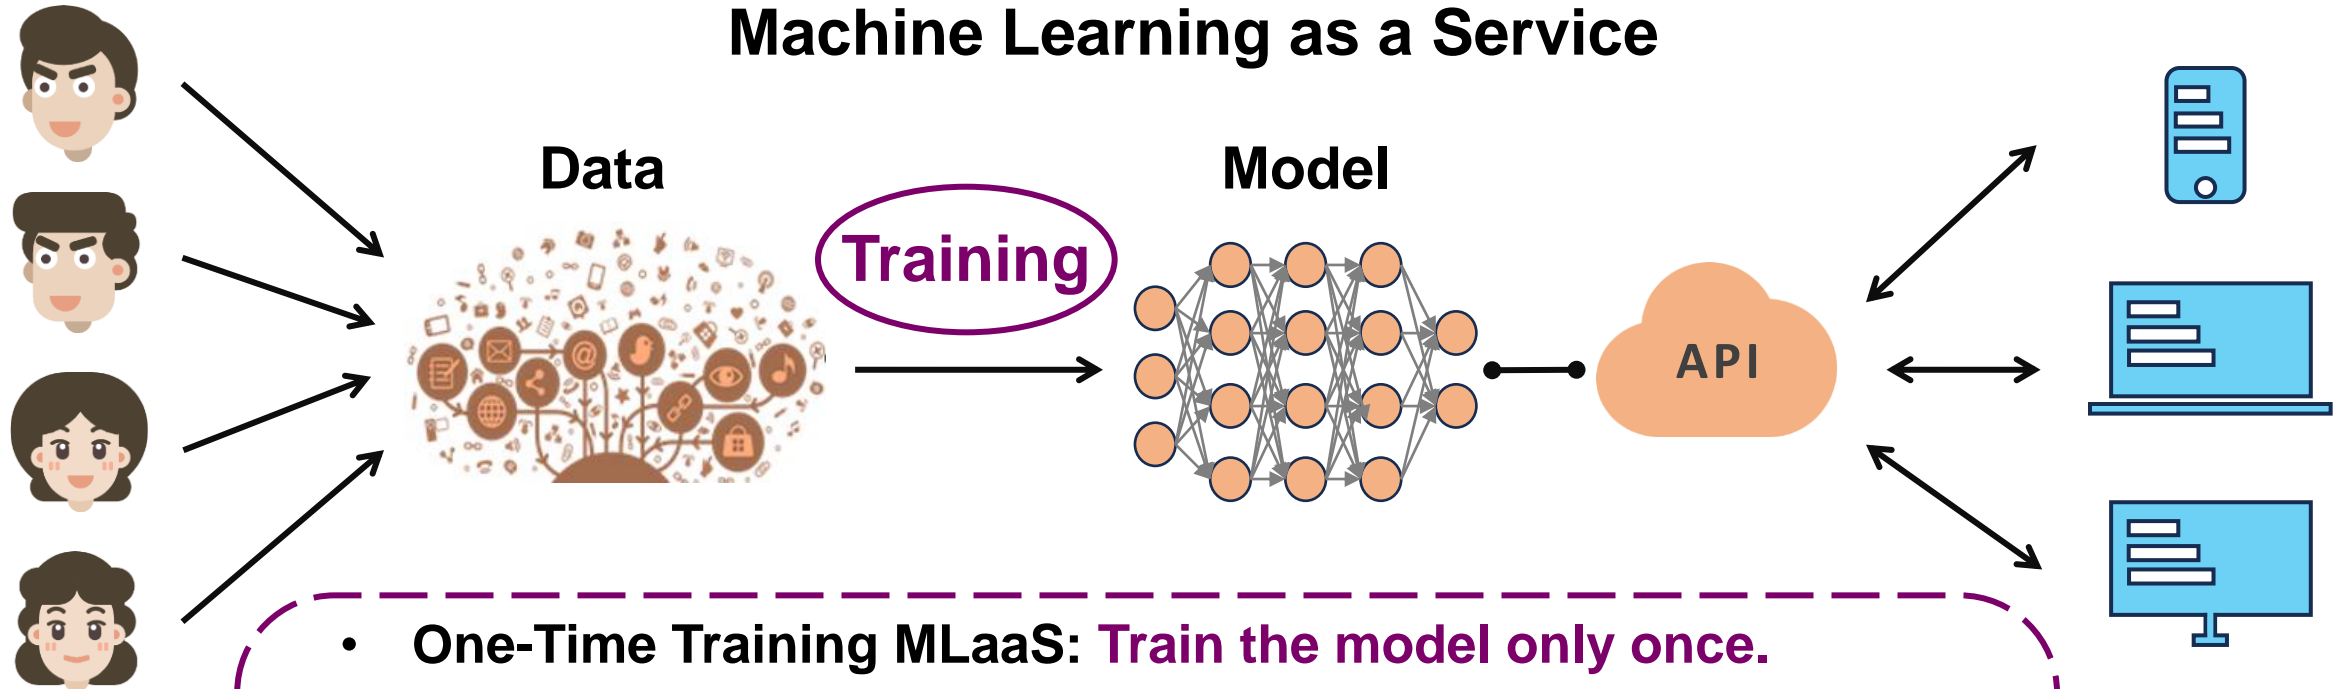 Machine Learning as a Service
Data
Model
Training
API
• One-Time Training MLaaS: Train the model only once.